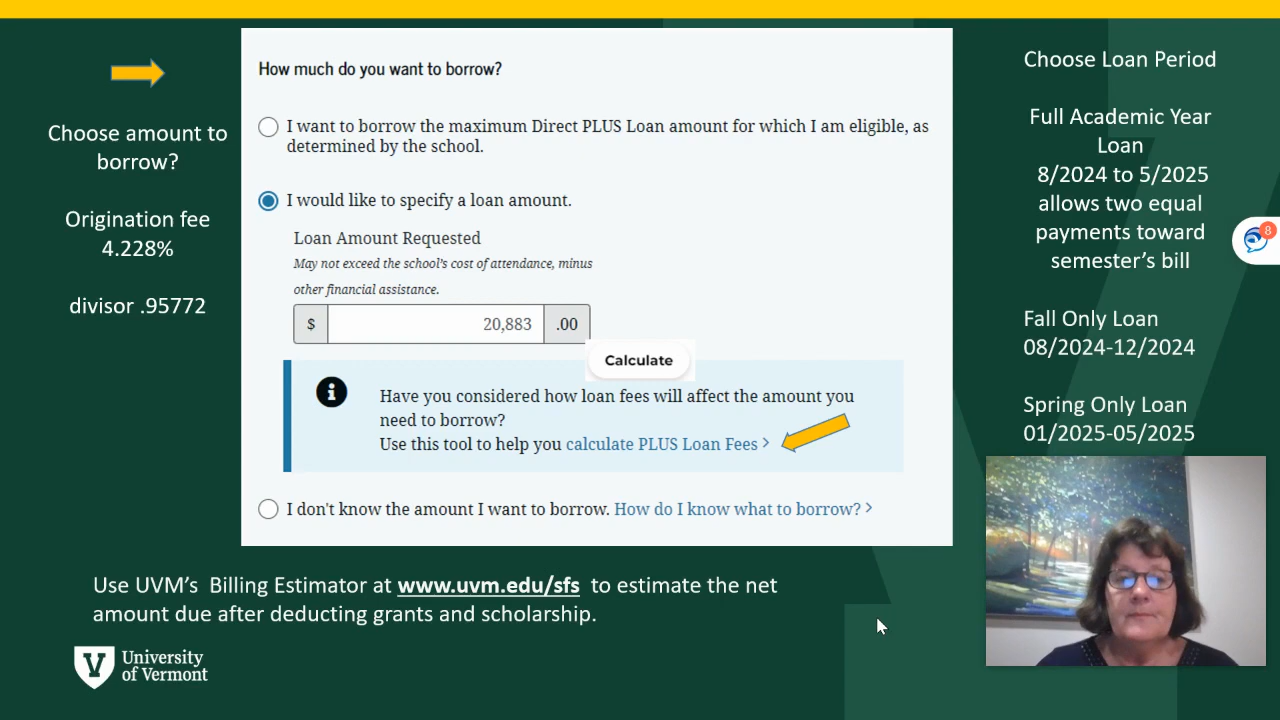 Choose amount to
borrow?
Origination fee
4.228%
divisor .95772
How much do you want to borrow?
I want to borrow the maximum Direct PLUS Loan amount for which I am eligible, as
determined by the school.
I would like to specify a loan amount.
Loan Amount Requested
May not exceed the school's cost of attendance, minus
other financial assistance.
$ 20,883 .00
Calculate
Have you considered how loan fees will affect the amount you
need to borrow?
Use this tool to help you calculate PLUS Loan Fees >
I don't know the amount I want to borrow. How do I know what to borrow? >
Choose Loan Period
Full Academic Year
Loan
8/2024 to 5/2025
allows two equal
payments toward
semester's bill
8
Fall Only Loan
08/2024-12/2024
Spring Only Loan
01/2025-05/2025
Use UVM's Billing Estimator at www.uvm.edu/sfs to estimate the net
amount due after deducting grants and scholarship.
University
of Vermont